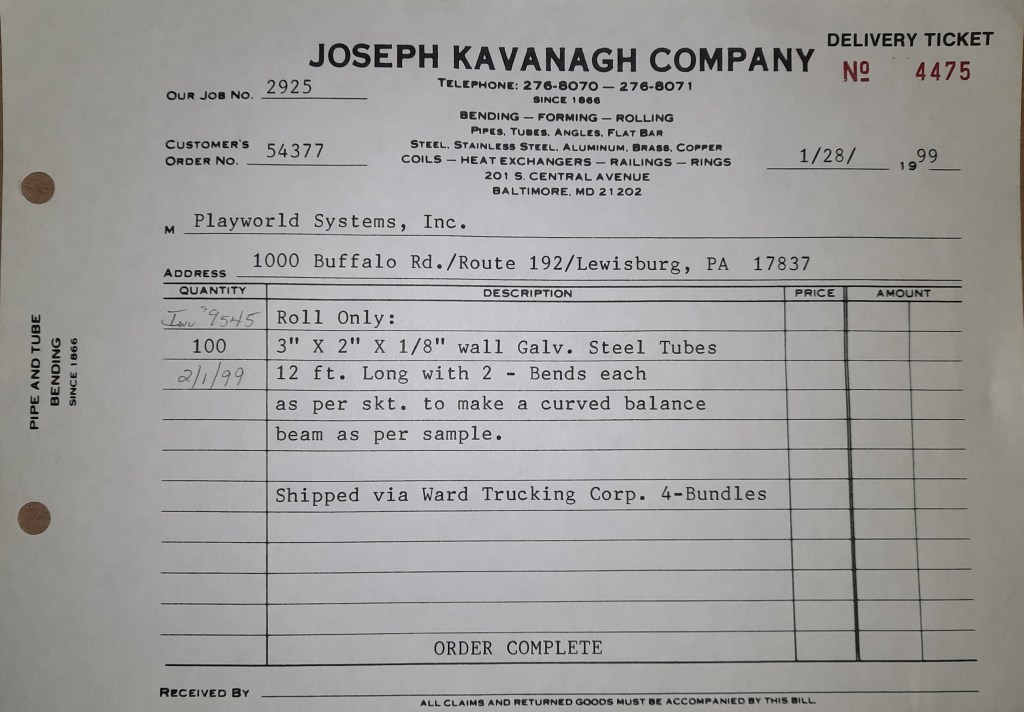 JOSEPH KAVANAGH COMPANY
DELIVERY TICKET
Nº 4475
TELEPHONE: 276-8070 — 276-8071
SINCE 1866
OUR JOB NO. 2925
BENDING — FORMING — ROLLING
PIPES, TUBES, ANGLES, FLAT BAR
STEEL, STAINLESS STEEL, ALUMINUM, BRASS, COPPER
COILS — HEAT EXCHANGERS — RAILINGS — RINGS
201 S. CENTRAL AVENUE
BALTIMORE, MD 21202
CUSTOMER'S
ORDER NO. 54377
1/28/ 1999
M Playworld Systems, Inc.
ADDRESS 1000 Buffalo Rd./Route 192/Lewisburg, PA 17837
QUANTITY DESCRIPTION PRICE AMOUNT
9545 Roll Only:
100 3" X 2" X 1/8" wall Galv. Steel Tubes
2/1/99 12 ft. Long with 2 - Bends each
as per skt. to make a curved balance
beam as per sample.
Shipped via Ward Trucking Corp. 4-Bundles
ORDER COMPLETE
RECEIVED BY
ALL CLAIMS AND RETURNED GOODS MUST BE ACCOMPANIED BY THIS BILL
PIPE AND TUBE
BENDING
SINCE 1866